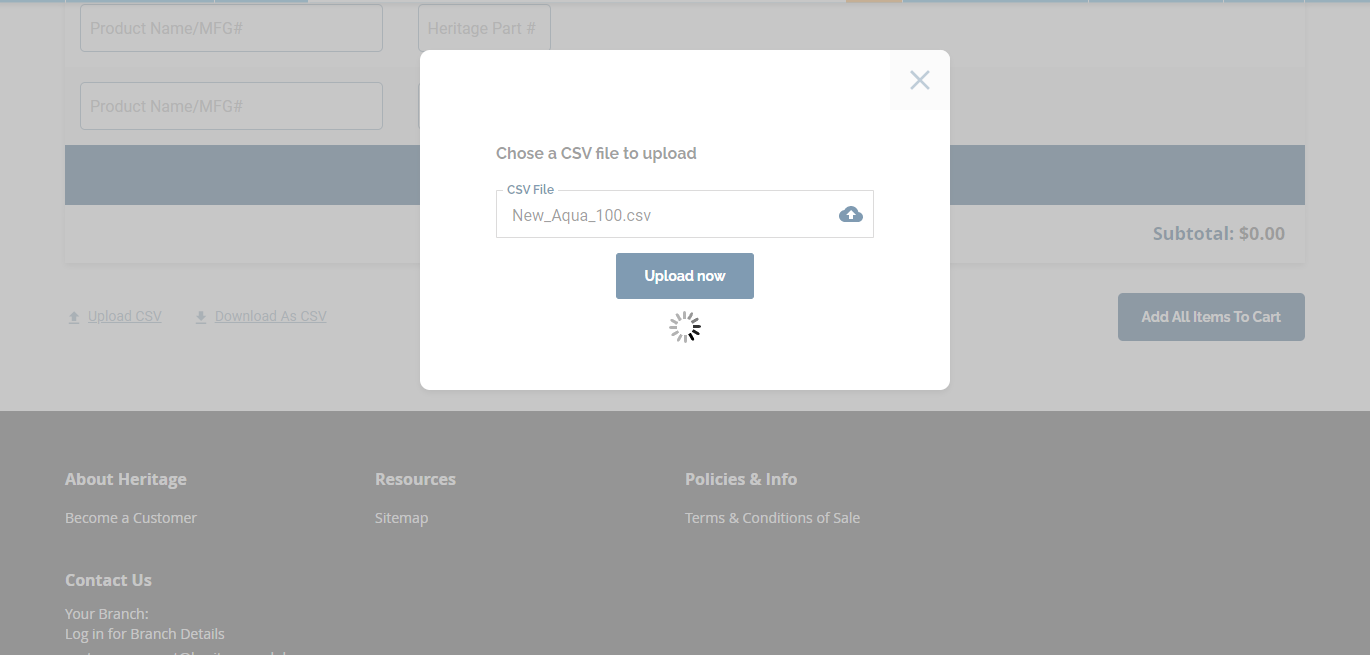 Product Name/MFG#
Heritage Part #
Product Name/MFG#
Chose a CSV file to upload
CSV File
New_Aqua_100.csv
Upload now
Subtotal: $0.00
Upload CSV
Download As CSV
Add All Items To Cart
About Heritage
Resources
Policies & Info
Become a Customer
Sitemap
Terms & Conditions of Sale
Contact Us
Your Branch:
Log in for Branch Details